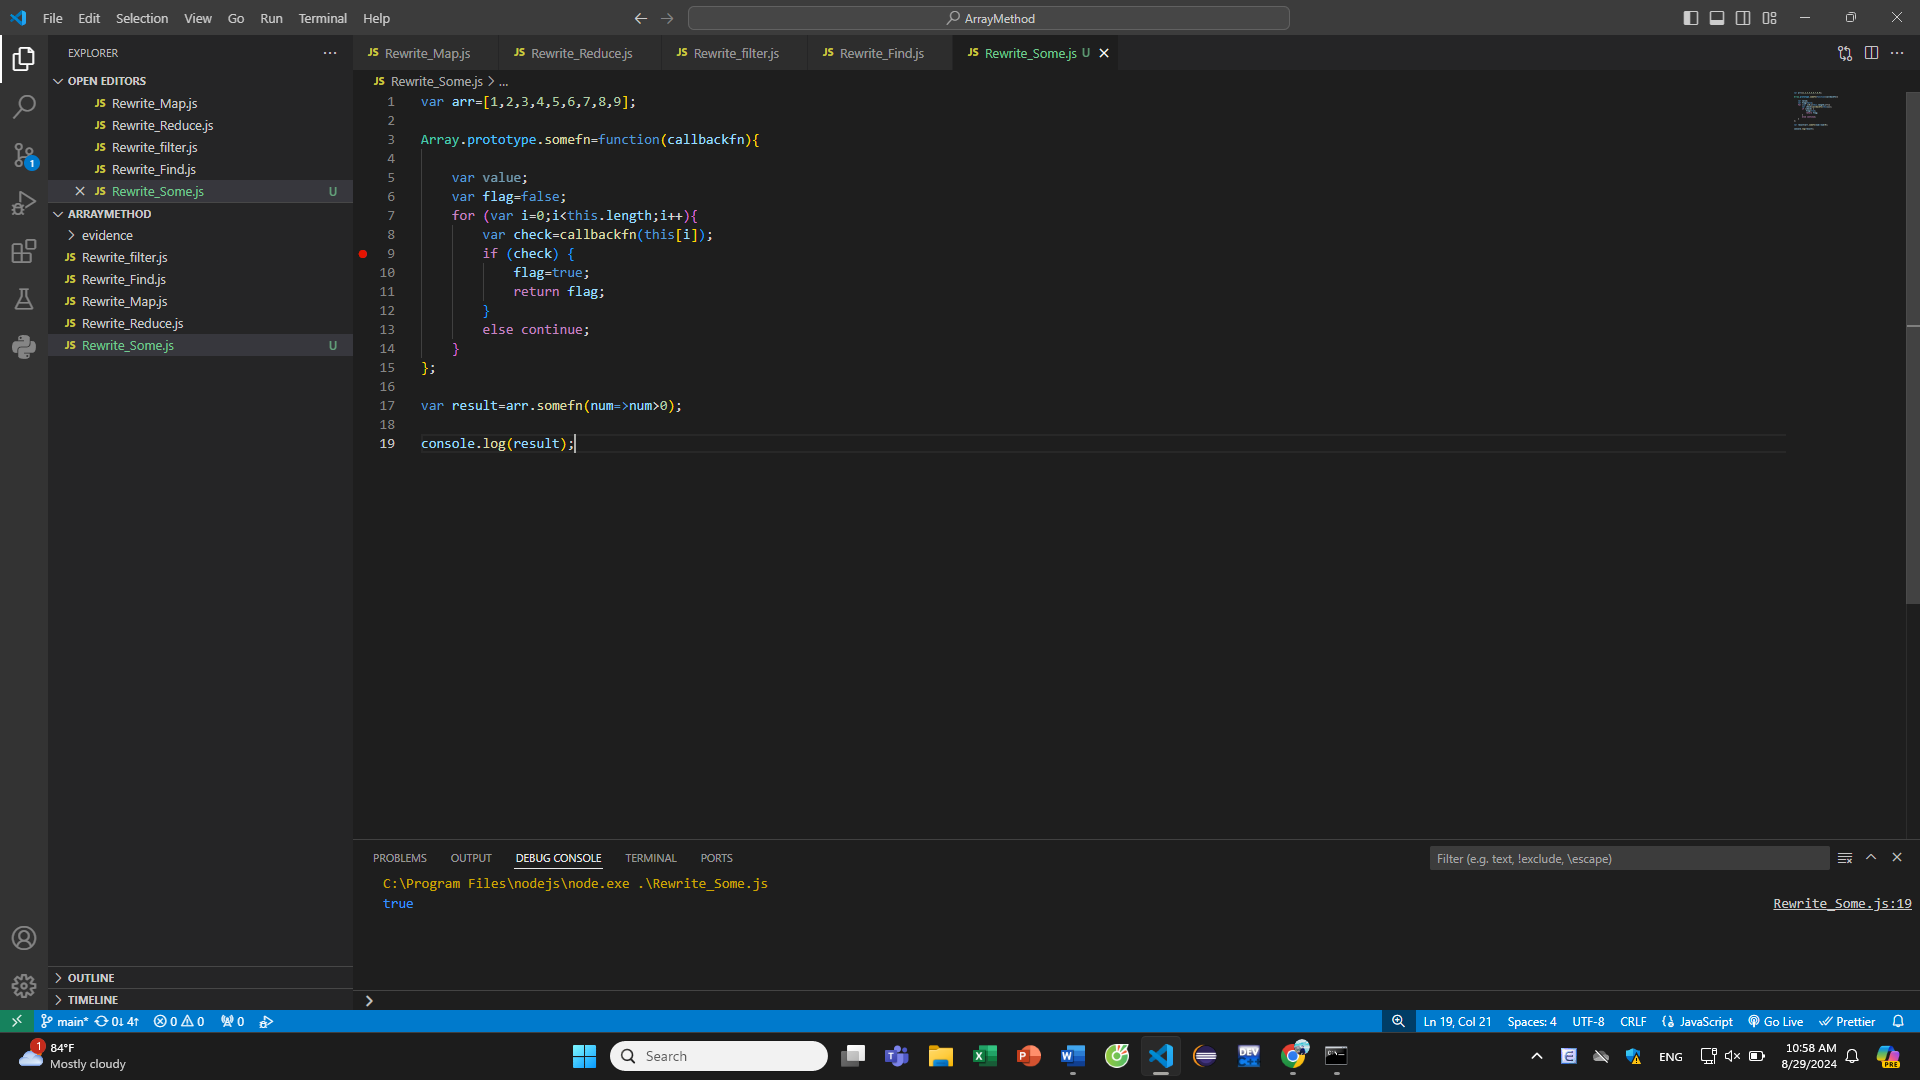 File Edit Selection View Go Run Terminal Help
ArrayMethod
EXPLORER
OPEN EDITORS
JS Rewrite_Map.js
JS Rewrite_Reduce.js
JS Rewrite_filter.js
JS Rewrite_Find.js
JS Rewrite_Some.js U
ARRAYMETHOD
evidence
JS Rewrite_filter.js
JS Rewrite_Find.js
JS Rewrite_Map.js
JS Rewrite_Reduce.js
JS Rewrite_Some.js U
OUTLINE
TIMELINE
1
JS Rewrite_Map.js JS Rewrite_Reduce.js JS Rewrite_filter.js JS Rewrite_Find.js JS Rewrite_Some.js U
JS Rewrite_Some.js > ...
1 var arr=[1,2,3,4,5,6,7,8,9];
2
3 Array.prototype.somefn=function(callbackfn){
4
5 var value;
6 var flag=false;
7 for (var i=0;i<this.length;i++){
8 var check=callbackfn(this[i]);
9 if (check) {
10 flag=true;
11 return flag;
12 }
13 else continue;
14 }
15 };
16
17 var result=arr.somefn(num=>num>0);
18
19 console.log(result);
PROBLEMS OUTPUT DEBUG CONSOLE TERMINAL PORTS
Filter (e.g. text, !exclude, \escape)
C:\Program Files\nodejs\node.exe .\Rewrite_Some.js
true Rewrite_Some.js:19
main* 0↓ 4↑ 0 0 0
Ln 19, Col 21 Spaces: 4 UTF-8 CRLF {} JavaScript Go Live Prettier
1
84°F
Mostly cloudy
Search
DEV
ENG
10:58 AM
8/29/2024
PRE